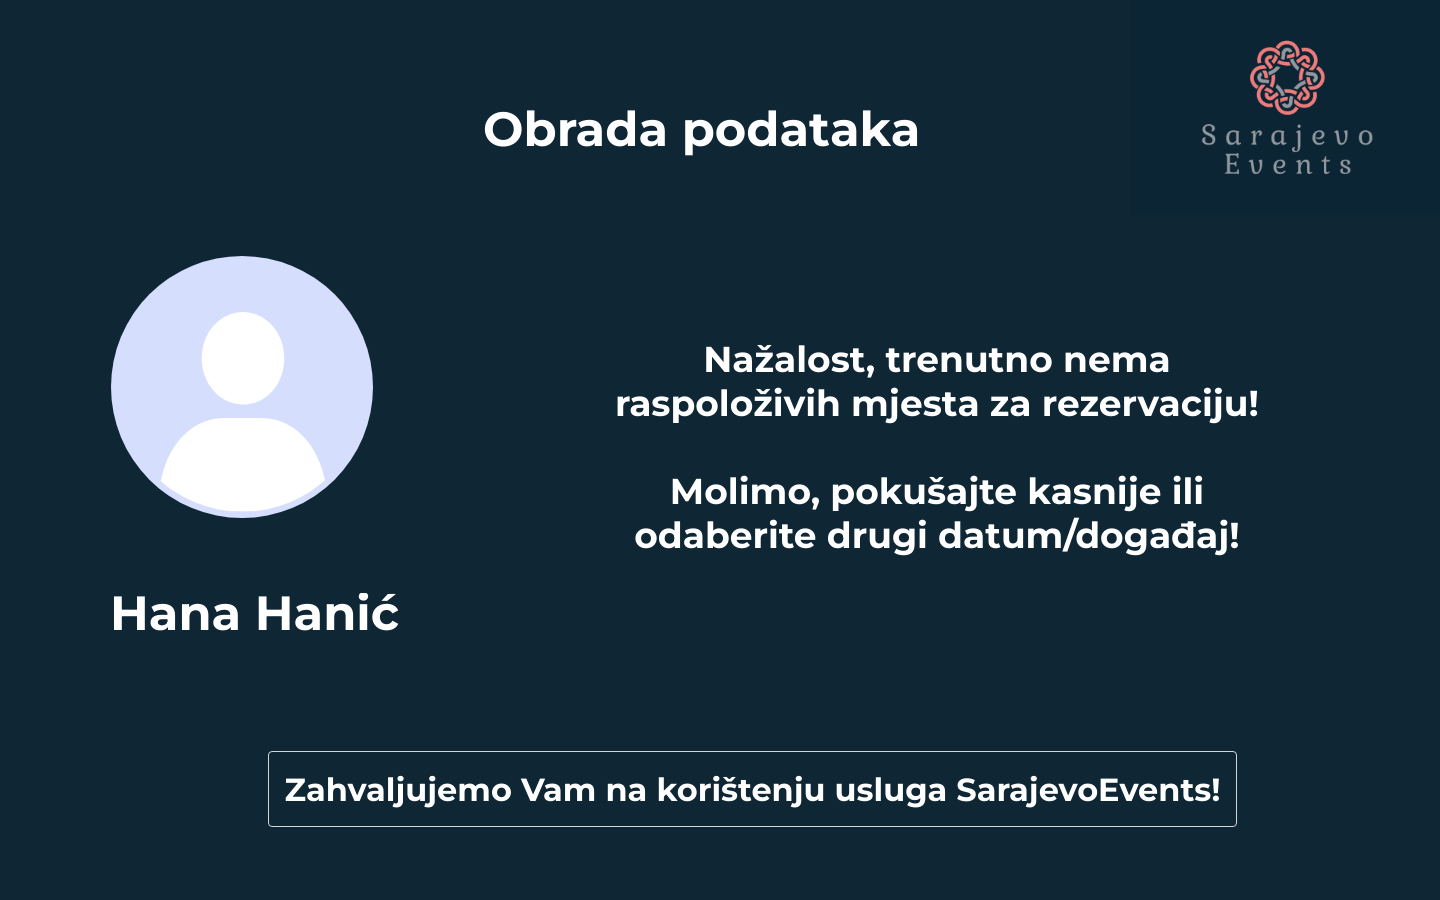 Obrada podataka
Sarajevo
Events
Nažalost, trenutno nema
raspoloživih mjesta za rezervaciju!
Molimo, pokušajte kasnije ili
odaberite drugi datum/događaj!
Hana Hanić
Zahvaljujemo Vam na korištenju usluga SarajevoEvents!